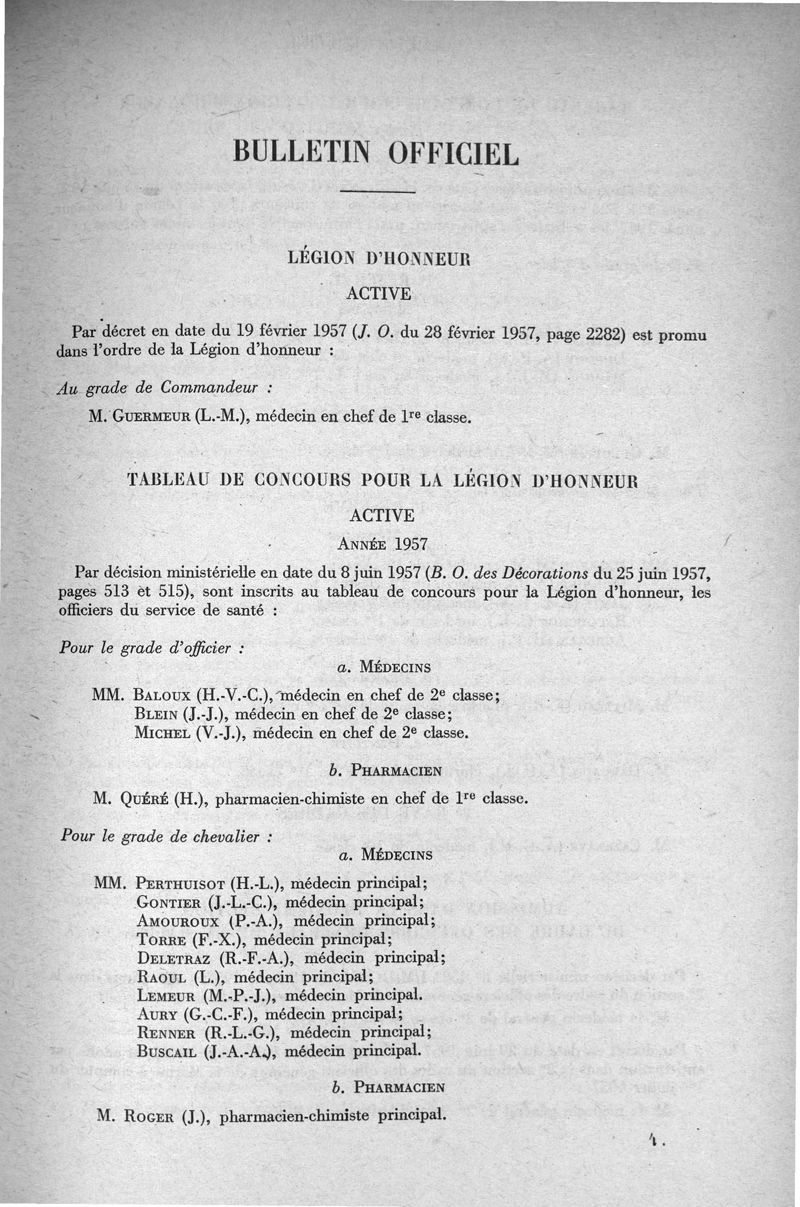 BULLETIN OFFICIEL
LÉGION D'HONNEUR
ACTIVE
Par décret en date du 19 février 1957 (J. O. du 28 février 1957, page 2282) est promu
dans l'ordre de la Légion d'honneur :
Au grade de Commandeur :
M. GUERMEUR (L.-M.), médecin en chef de 1re classe.
TABLEAU DE CONCOURS POUR LA LÉGION D'HONNEUR
ACTIVE
ANNÉE 1957
Par décision ministérielle en date du 8 juin 1957 (B. O. des Décorations du 25 juin 1957,
pages 513 et 515), sont inscrits au tableau de concours pour la Légion d'honneur, les
officiers du service de santé :
Pour le grade d'officier :
a. MÉDECINS
MM. BALOUX (H.-V.-C.), médecin en chef de 2e classe;
BLEIN (J.-J.), médecin en chef de 2e classe;
MICHEL (V.-J.), médecin en chef de 2e classe.
b. PHARMACIEN
M. QUÉRÉ (H.), pharmacien-chimiste en chef de 1re classe.
Pour le grade de chevalier :
a. MÉDECINS
MM. PERTHUISOT (H.-L.), médecin principal;
GONTIER (J.-L.-C.), médecin principal;
AMOUROUX (P.-A.), médecin principal;
TORRE (F.-X.), médecin principal;
DELETRAZ (R.-F.-A.), médecin principal;
RAOUL (L.), médecin principal;
LEMEUR (M.-P.-J.), médecin principal.
AURY (G.-C.-F.), médecin principal;
RENNER (R.-L.-G.), médecin principal;
BUSCAIL (J.-A.-A.), médecin principal.
b. PHARMACIEN
M. ROGER (J.), pharmacien-chimiste principal.